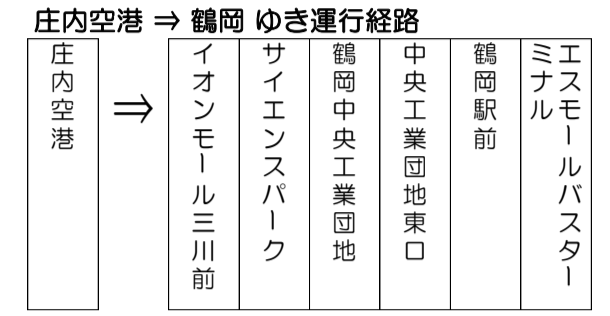 庄内空港 ⇒ 鶴岡 ゆき運行経路
庄内空港
⇒
イオンモール三川前
サイエンスパーク
鶴岡中央工業団地
中央工業団地東口
鶴岡駅前
エスモールバスター
ミナル